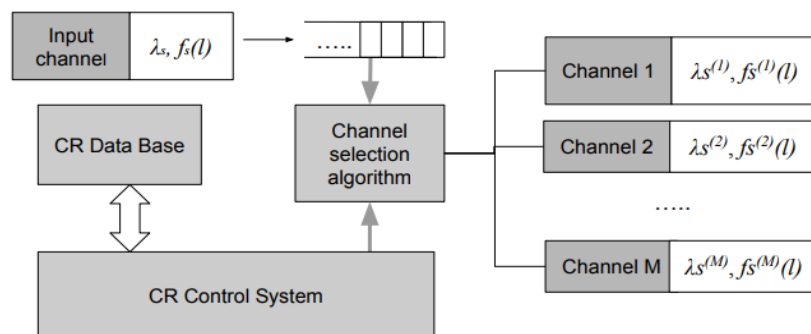 Input channel
λs, fs(l)
.....
Channel 1
λs(1), fs(1)(l)
CR Data Base
Channel selection algorithm
Channel 2
λs(2), fs(2)(l)
.....
CR Control System
Channel M
λs(M), fs(M)(l)